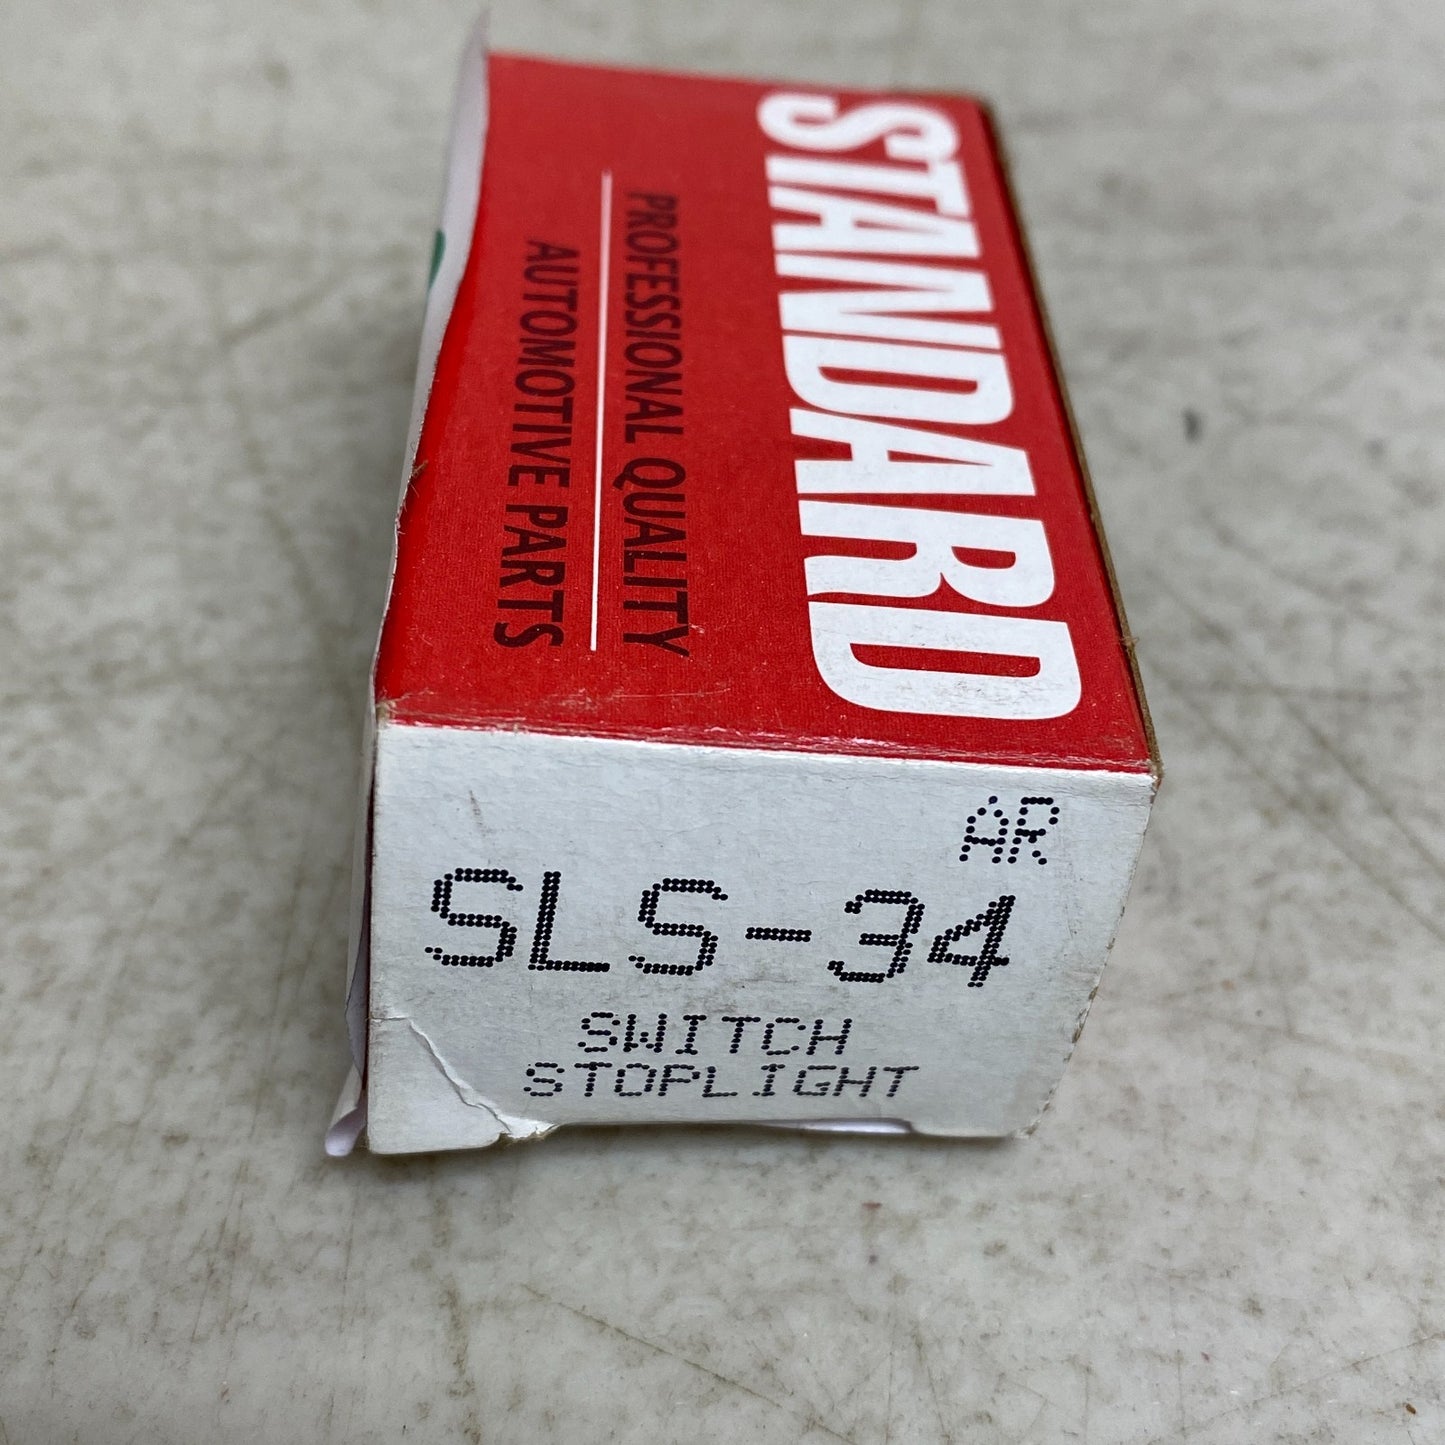 STANDARD
PROFESSIONAL QUALITY
AUTOMOTIVE PARTS
AR
SLS-34
SWITCH
STOPLIGHT